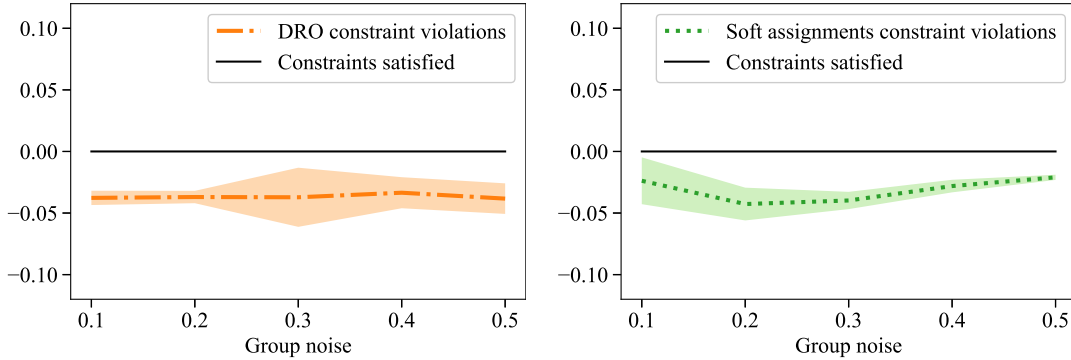 0.10
0.05
0.00
−0.05
−0.10
DRO constraint violations
Constraints satisfied
0.1 0.2 0.3 0.4 0.5
Group noise
0.10
0.05
0.00
−0.05
−0.10
Soft assignments constraint violations
Constraints satisfied
0.1 0.2 0.3 0.4 0.5
Group noise